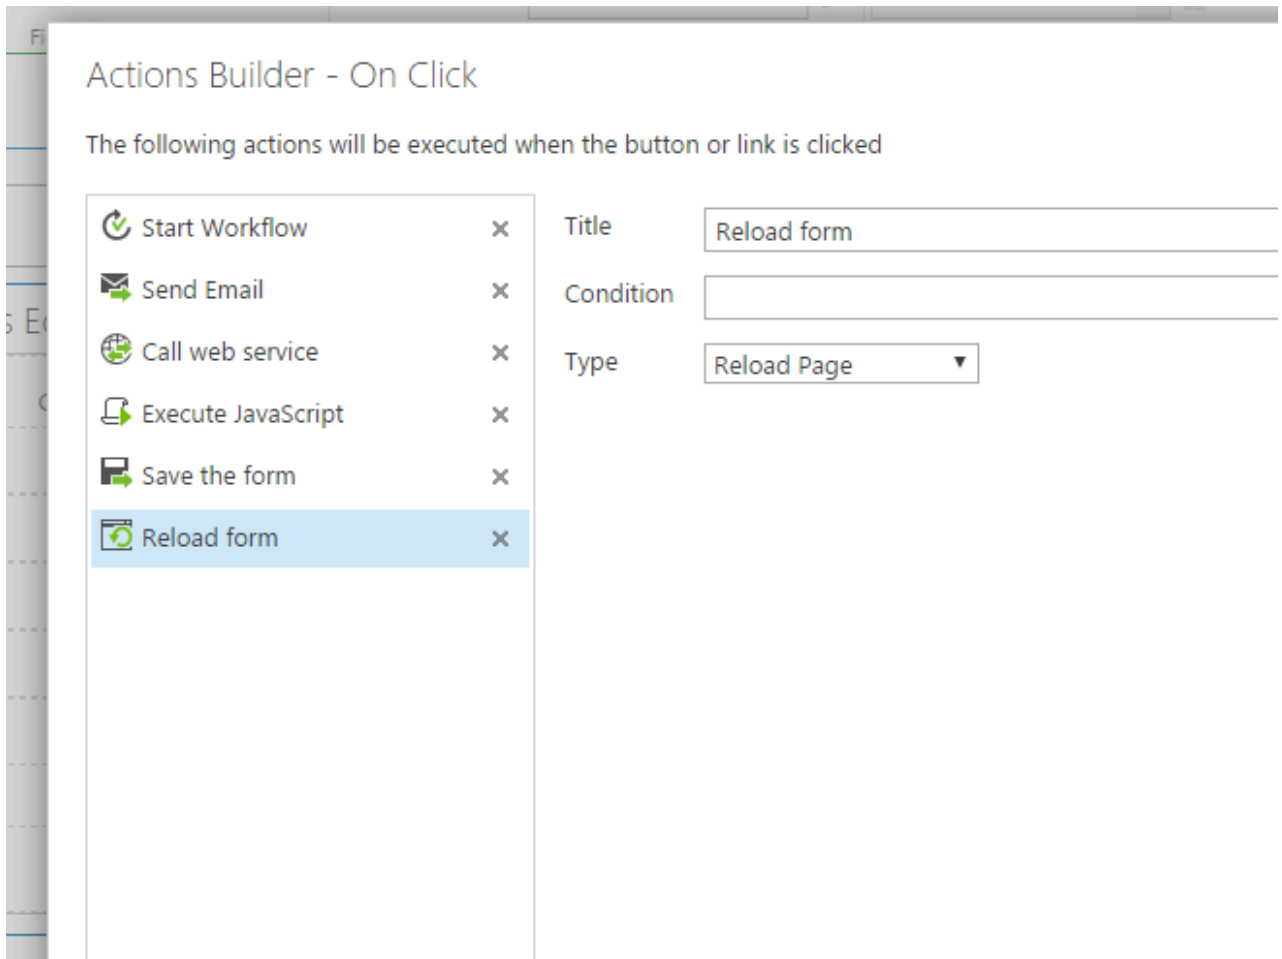 Actions Builder - On Click
The following actions will be executed when the button or link is clicked
Start Workflow
Send Email
Call web service
Execute JavaScript
Save the form
Reload form
Title
Reload form
Condition
Type
Reload Page